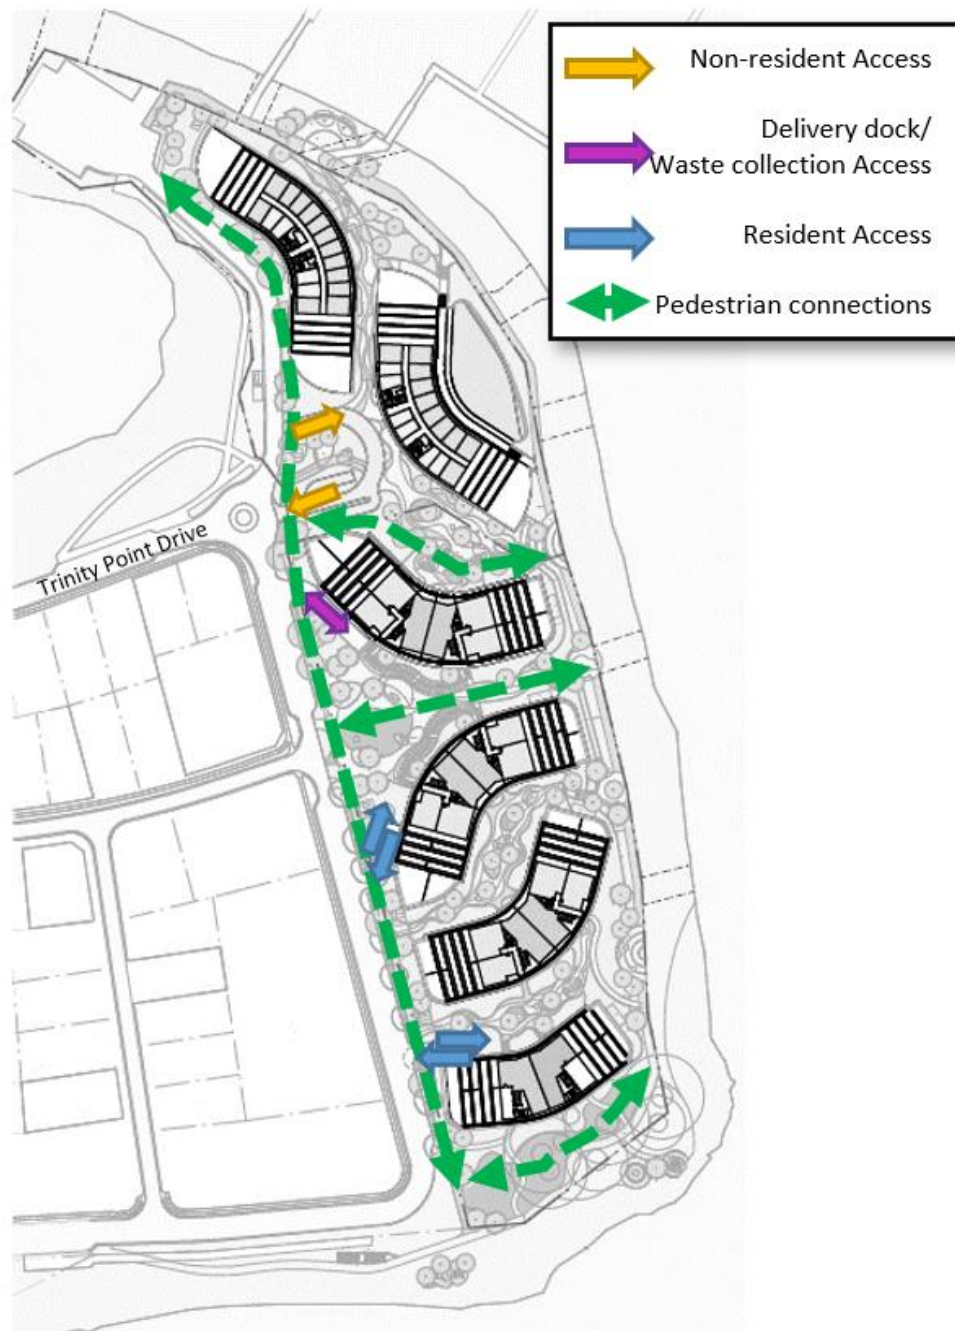 Non-resident Access
Delivery dock/
Waste collection Access
Resident Access
Pedestrian connections
Trinity Point Drive